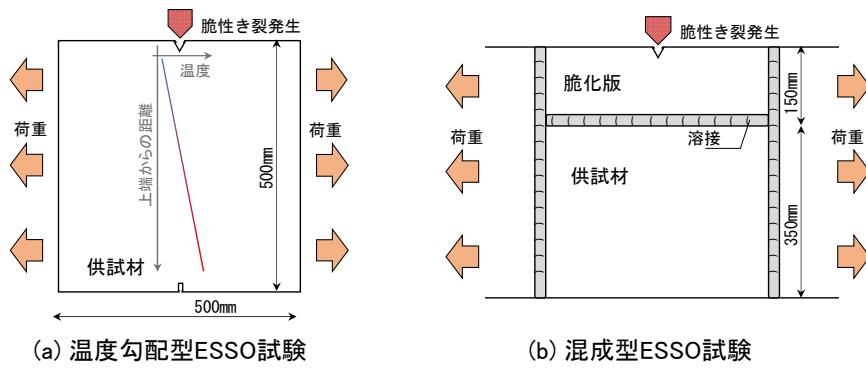 脆性き裂発生
温度
荷重
荷重
上端からの距離
500mm
供試材
500mm
(a) 温度勾配型ESSO試験
脆性き裂発生
脆化版
150mm
溶接
荷重
荷重
供試材
350mm
(b) 混成型ESSO試験